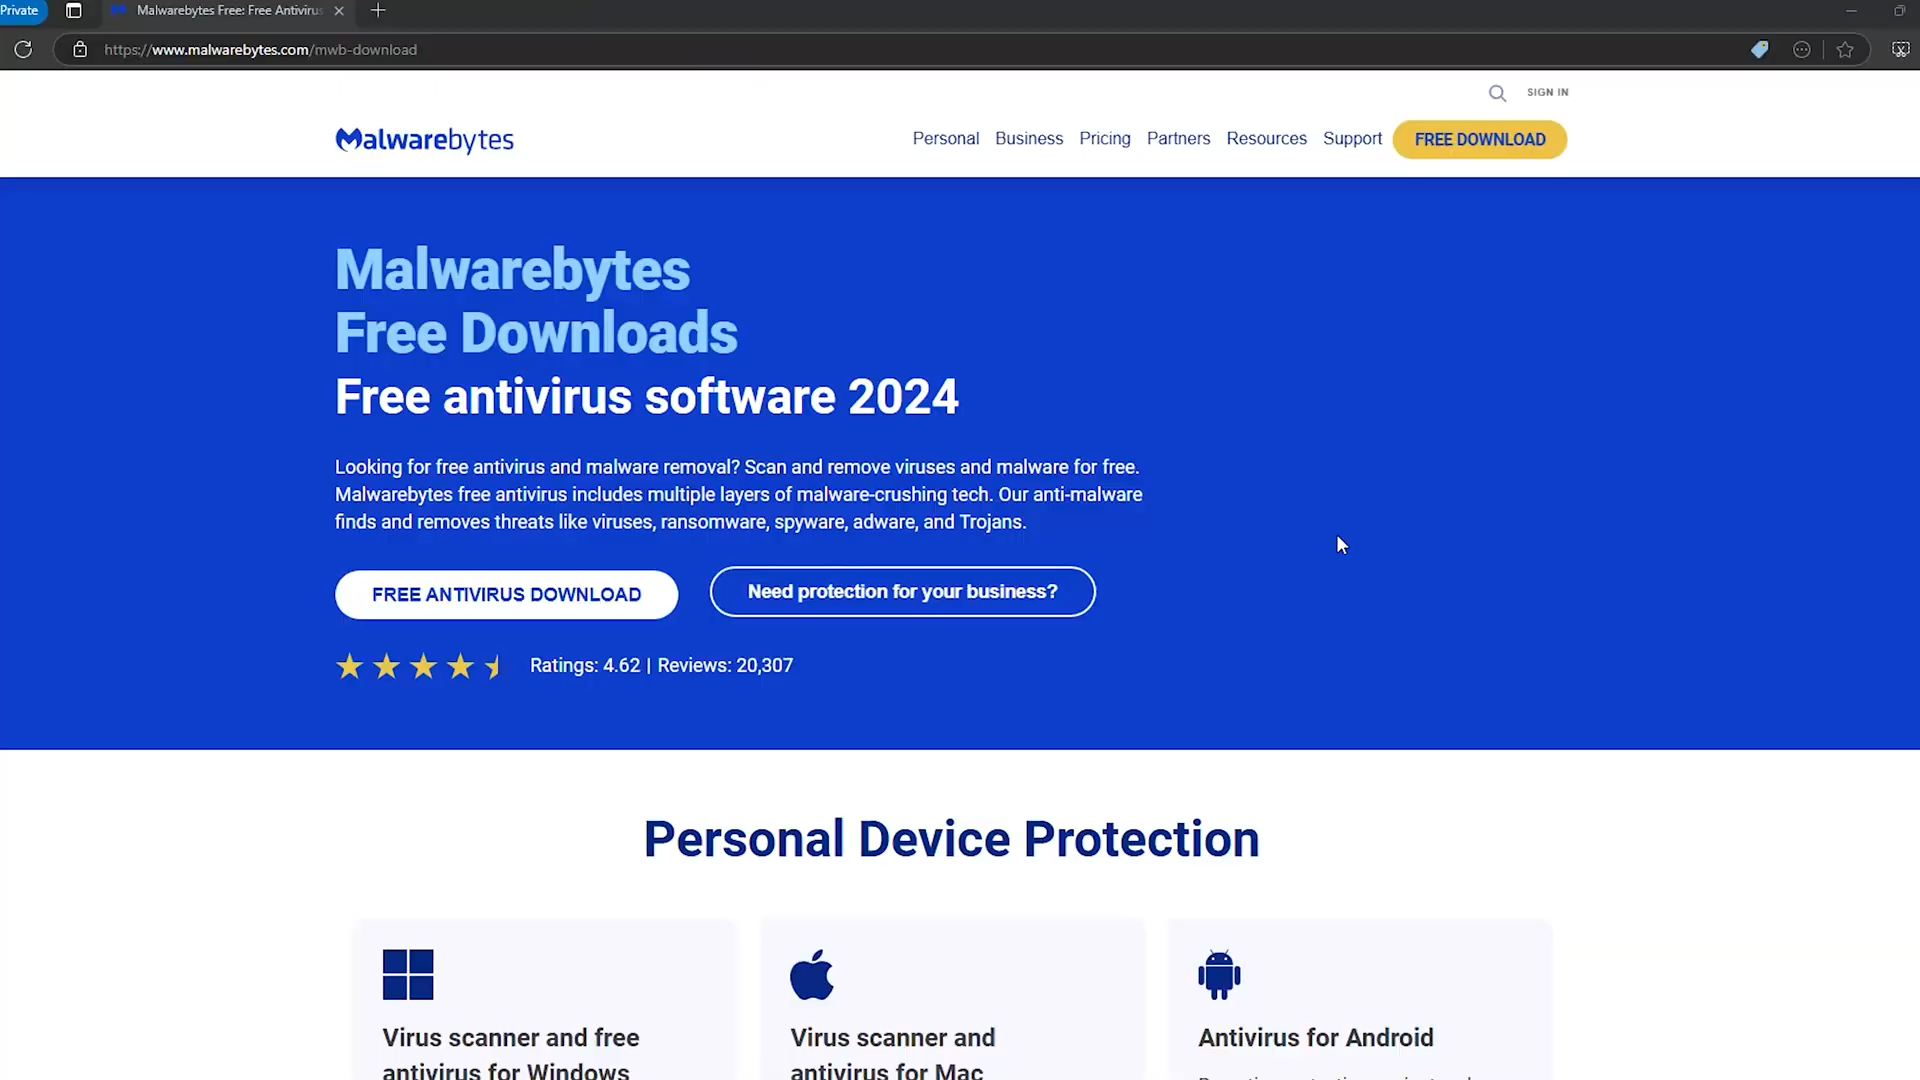 Private
Malwarebytes Free: Free Antivirus
https://www.malwarebytes.com/mwb-download
SIGN IN
Malwarebytes
Personal Business Pricing Partners Resources Support FREE DOWNLOAD
Malwarebytes
Free Downloads
Free antivirus software 2024
Looking for free antivirus and malware removal? Scan and remove viruses and malware for free.
Malwarebytes free antivirus includes multiple layers of malware-crushing tech. Our anti-malware
finds and removes threats like viruses, ransomware, spyware, adware, and Trojans.
FREE ANTIVIRUS DOWNLOAD
Need protection for your business?
Ratings: 4.62 | Reviews: 20,307
Personal Device Protection
Virus scanner and free
antivirus for Windows
Virus scanner and
antivirus for Mac
Antivirus for Android